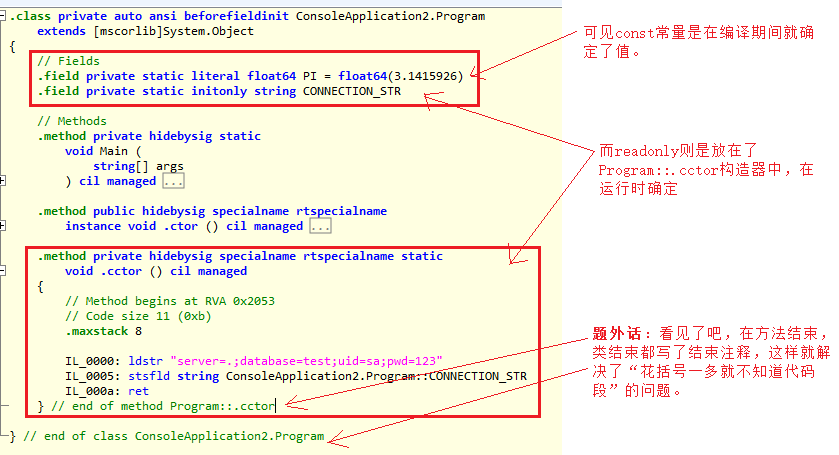 .class private auto ansi beforefieldinit ConsoleApplication2.Program
extends [mscorlib]System.Object
{
// Fields
.field private static literal float64 PI = float64(3.1415926)
.field private static initonly string CONNECTION_STR
// Methods
.method private hidebysig static
void Main (
string[] args
) cil managed ...
.method public hidebysig specialname rtspecialname
instance void .ctor () cil managed ...
.method private hidebysig specialname rtspecialname static
void .cctor () cil managed
{
// Method begins at RVA 0x2053
// Code size 11 (0xb)
.maxstack 8
IL_0000: ldstr "server=.;database=test;uid=sa;pwd=123"
IL_0005: stsfld string ConsoleApplication2.Program::CONNECTION_STR
IL_000a: ret
} // end of method Program::.cctor
} // end of class ConsoleApplication2.Program
可见const常量是在编译期间就
确定了值。
而readonly则是放在了
Program::.cctor构造器中，在
运行时确定
题外话：看见了吧，在方法结束，
类结束都写了结束注释，这样就解
决了“花括号一多就不知道代码
段”的问题。